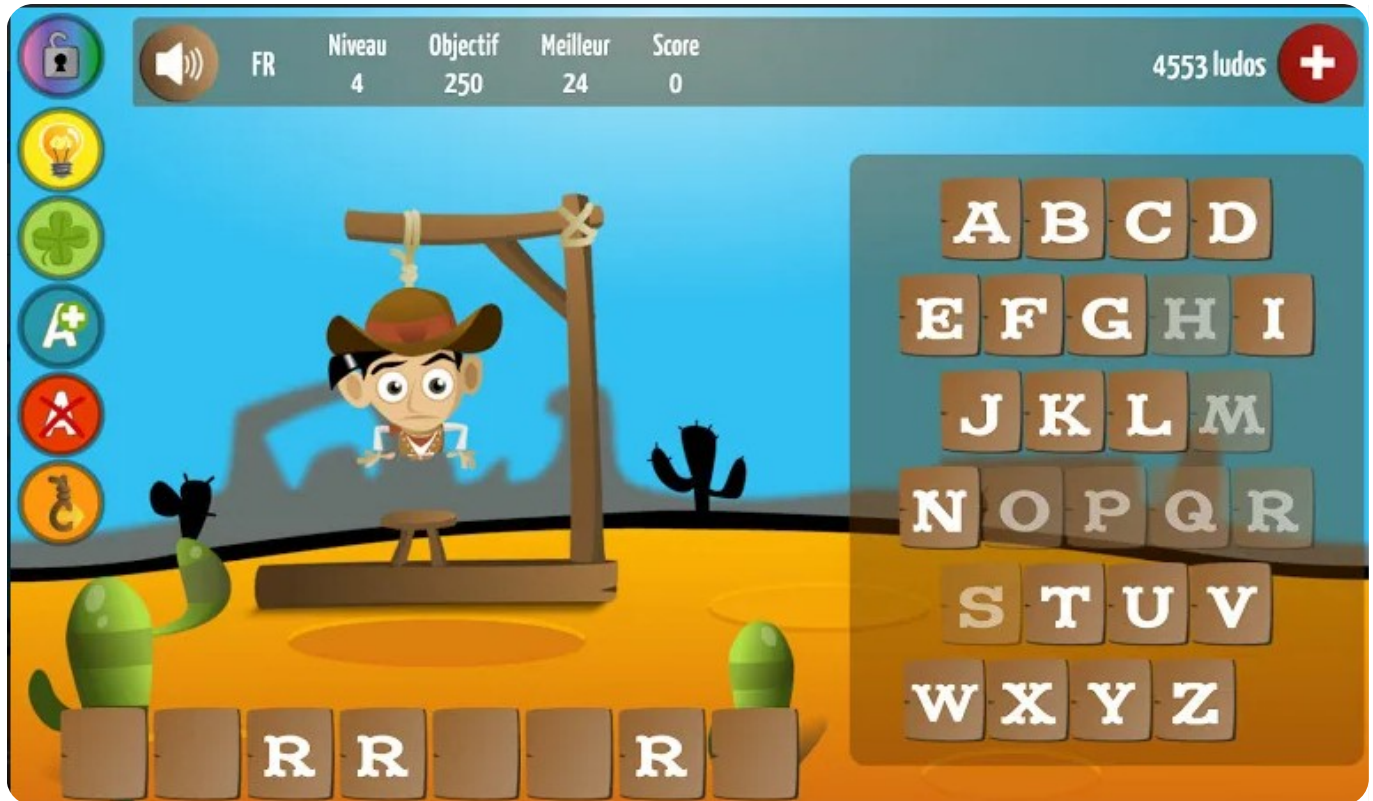 FR Niveau Objectif Meilleur Score 4553 ludos +
4 250 24 0
A B C D
E F G H I
J K L M
N O P Q R
S T U V
W X Y Z
R R R